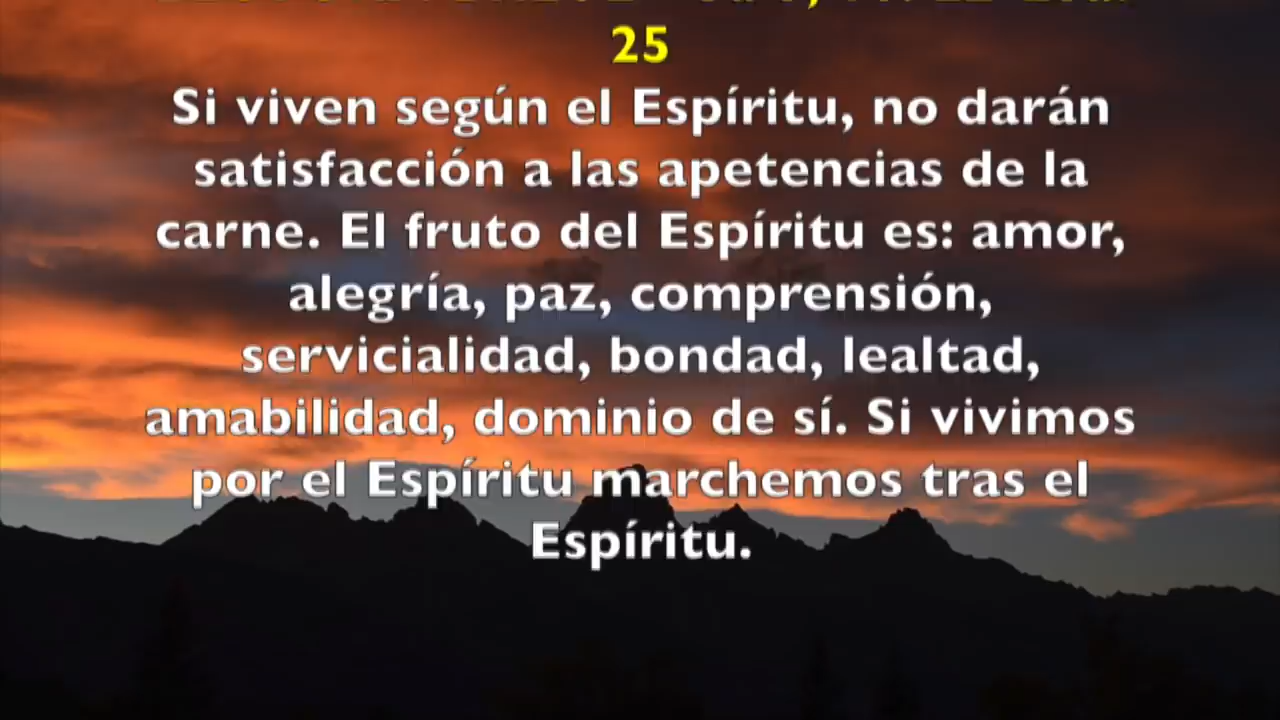 25
Si viven según el Espíritu, no darán
satisfacción a las apetencias de la
carne. El fruto del Espíritu es: amor,
alegría, paz, comprensión,
servicialidad, bondad, lealtad,
amabilidad, dominio de sí. Si vivimos
por el Espíritu marchemos tras el
Espíritu.